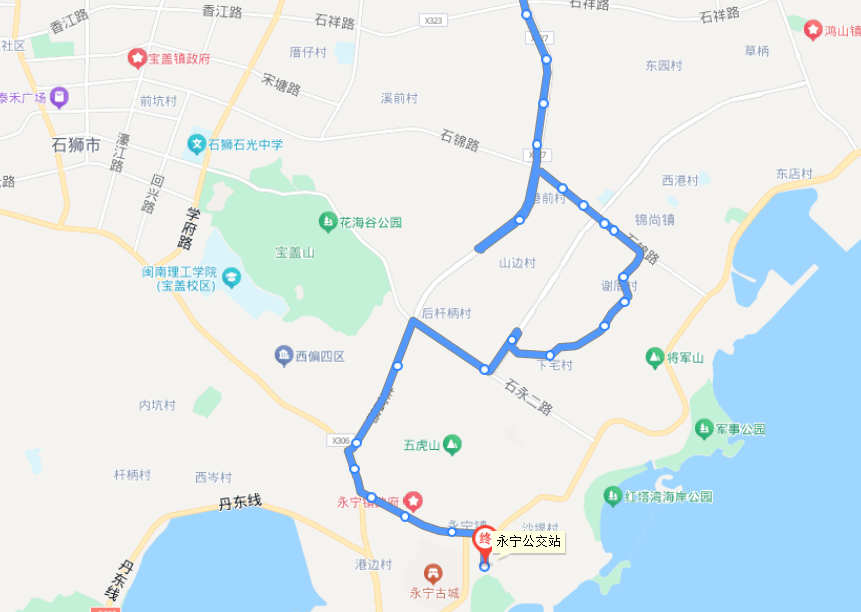 香江路
香江路
石祥路
X323
石祥路
石祥路
鸿山镇
社区
宝盖镇政府
厝仔村
草柄
东园村
宋塘路
泰禾广场
前坑村
溪前村
石狮市
濠江路
石狮石光中学
石锦路
东店村
回兴路
西港村
学府路
花海谷公园
港前村
锦尚镇
宝盖山
石锦路
山边村
闽南理工学院
(宝盖校区)
后杆柄村
西偏四区
下宅村
将军山
石永二路
内坑村
军事公园
X306
五虎山
杆柄村
西岑村
红塔湾海岸公园
丹东线
永宁镇政府
永宁镇
沙堤村
终
永宁公交站
港边村
丹东线
永宁古城